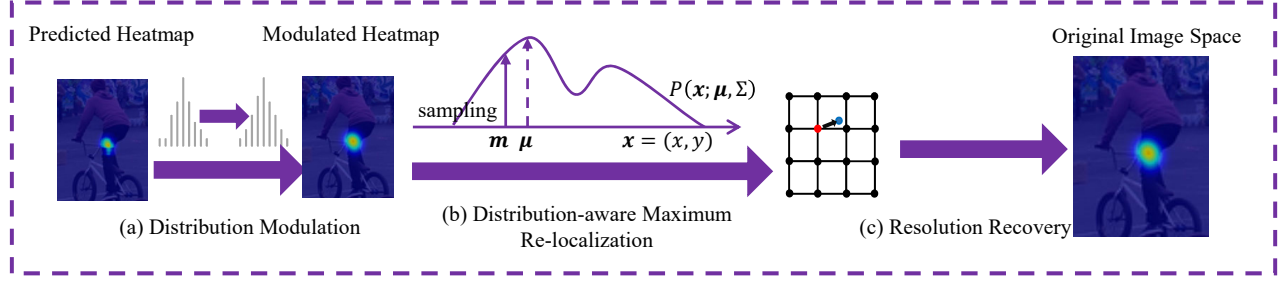 Predicted Heatmap
Modulated Heatmap
Original Image Space
sampling
P(x; μ, Σ)
m μ
x = (x, y)
(a) Distribution Modulation
(b) Distribution-aware Maximum
Re-localization
(c) Resolution Recovery